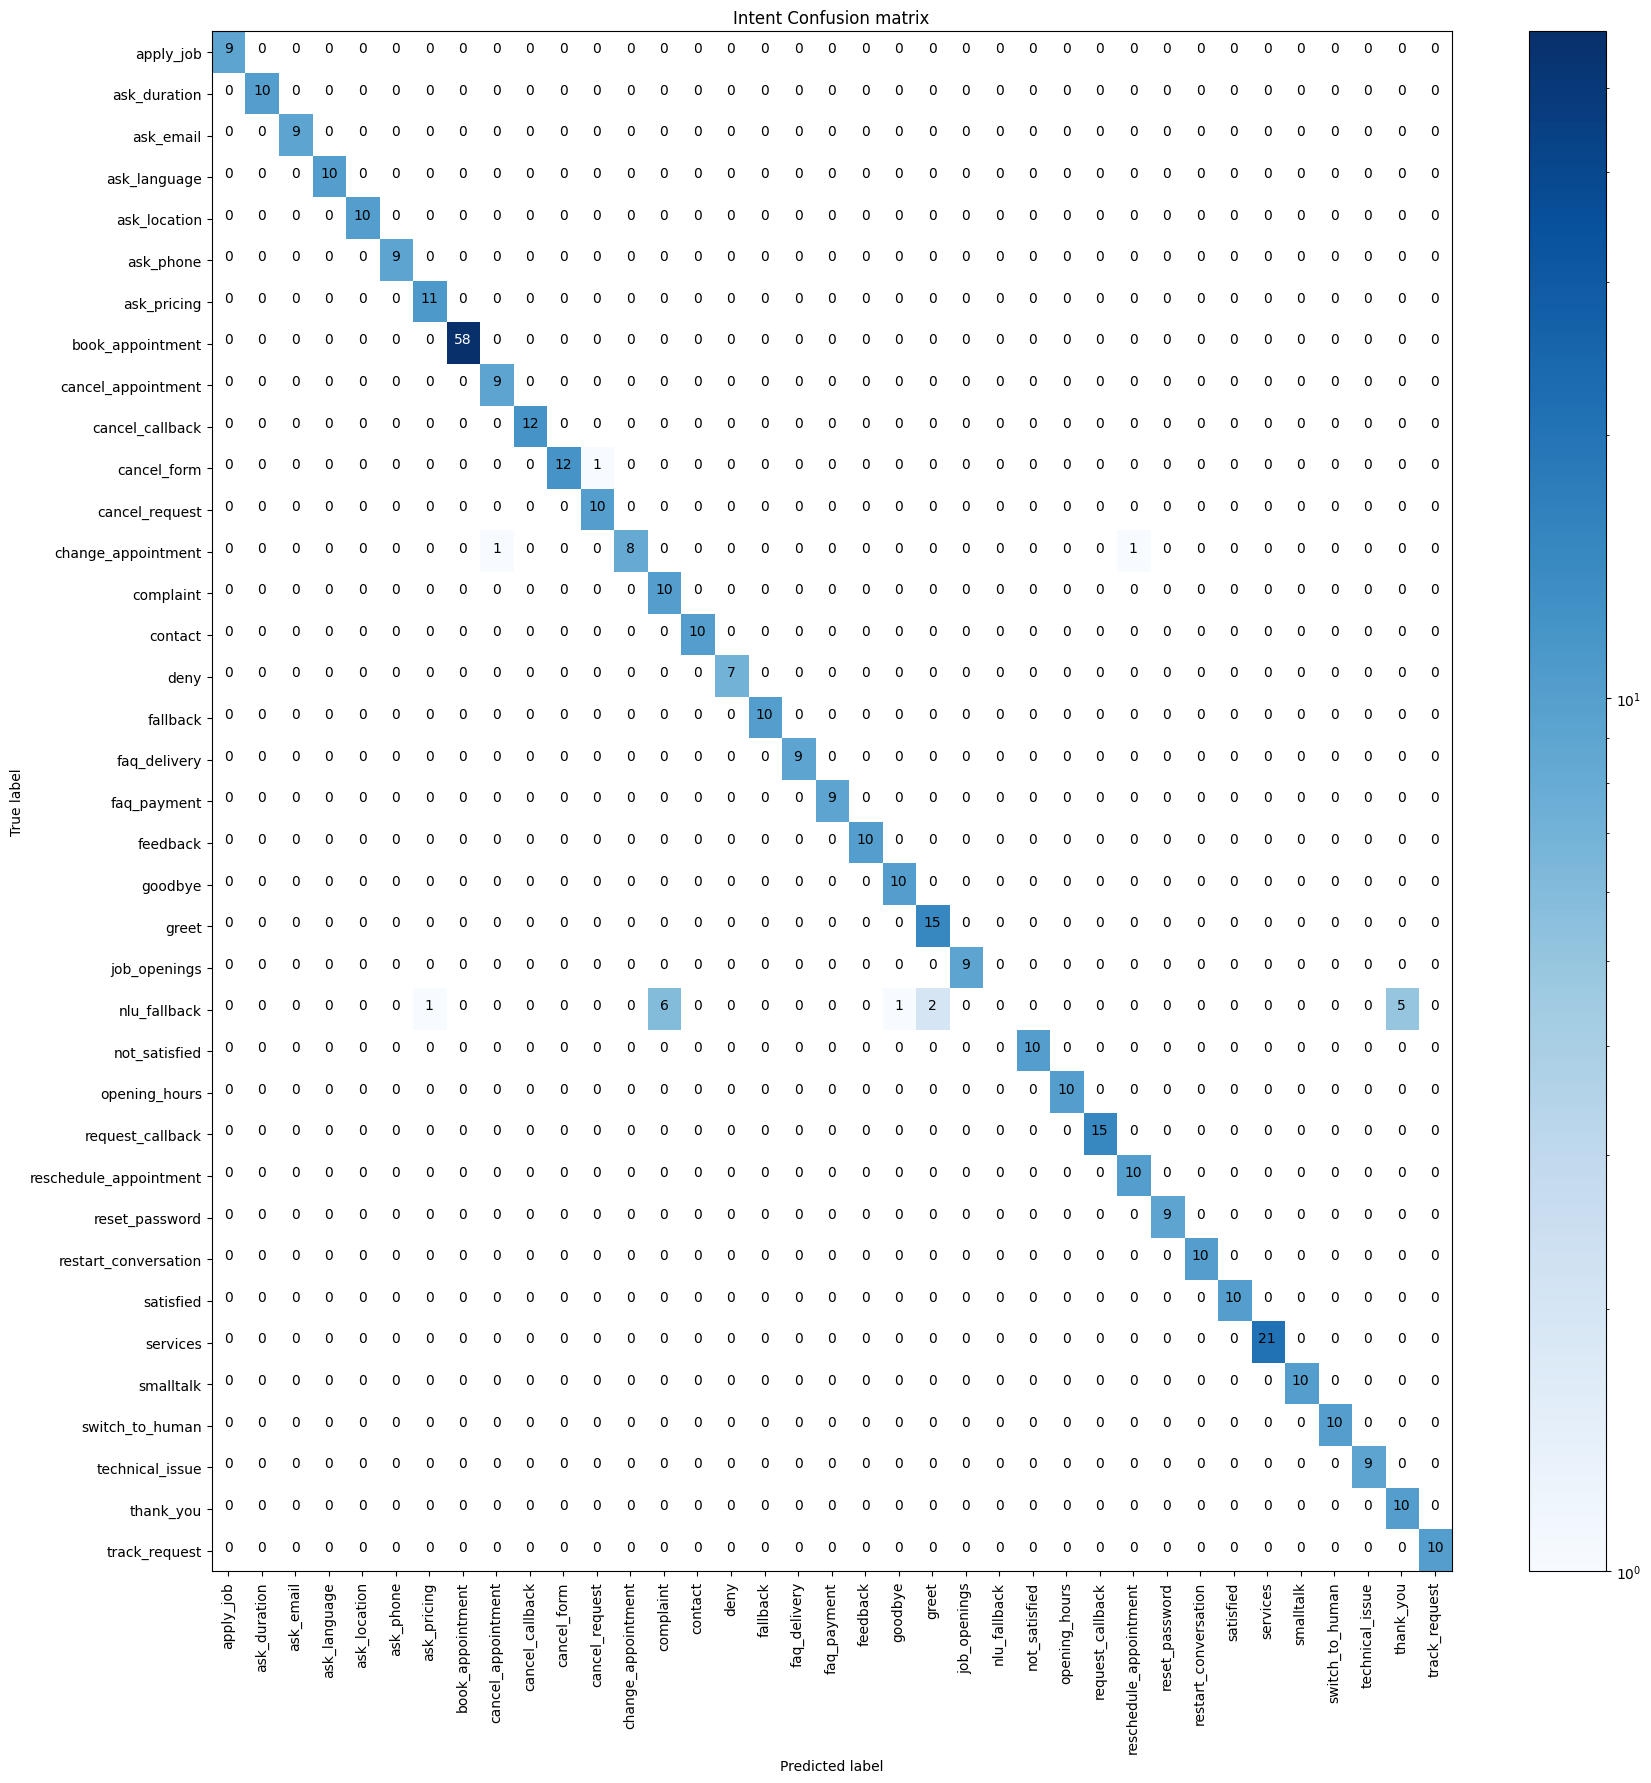 Intent Confusion matrix
apply_job 9 0 0 0 0 0 0 0 0 0 0 0 0 0 0 0 0 0 0 0 0 0 0 0 0 0 0 0 0 0 0 0 0 0 0 0 0
ask_duration 0 10 0 0 0 0 0 0 0 0 0 0 0 0 0 0 0 0 0 0 0 0 0 0 0 0 0 0 0 0 0 0 0 0 0 0 0
ask_email 0 0 9 0 0 0 0 0 0 0 0 0 0 0 0 0 0 0 0 0 0 0 0 0 0 0 0 0 0 0 0 0 0 0 0 0 0
ask_language 0 0 0 10 0 0 0 0 0 0 0 0 0 0 0 0 0 0 0 0 0 0 0 0 0 0 0 0 0 0 0 0 0 0 0 0 0
ask_location 0 0 0 0 10 0 0 0 0 0 0 0 0 0 0 0 0 0 0 0 0 0 0 0 0 0 0 0 0 0 0 0 0 0 0 0 0
ask_phone 0 0 0 0 0 9 0 0 0 0 0 0 0 0 0 0 0 0 0 0 0 0 0 0 0 0 0 0 0 0 0 0 0 0 0 0 0
ask_pricing 0 0 0 0 0 0 11 0 0 0 0 0 0 0 0 0 0 0 0 0 0 0 0 0 0 0 0 0 0 0 0 0 0 0 0 0 0
book_appointment 0 0 0 0 0 0 0 58 0 0 0 0 0 0 0 0 0 0 0 0 0 0 0 0 0 0 0 0 0 0 0 0 0 0 0 0 0
cancel_appointment 0 0 0 0 0 0 0 0 9 0 0 0 0 0 0 0 0 0 0 0 0 0 0 0 0 0 0 0 0 0 0 0 0 0 0 0 0
cancel_callback 0 0 0 0 0 0 0 0 0 12 0 0 0 0 0 0 0 0 0 0 0 0 0 0 0 0 0 0 0 0 0 0 0 0 0 0 0
cancel_form 0 0 0 0 0 0 0 0 0 0 12 1 0 0 0 0 0 0 0 0 0 0 0 0 0 0 0 0 0 0 0 0 0 0 0 0 0
cancel_request 0 0 0 0 0 0 0 0 0 0 0 10 0 0 0 0 0 0 0 0 0 0 0 0 0 0 0 0 0 0 0 0 0 0 0 0 0
change_appointment 0 0 0 0 0 0 0 0 1 0 0 0 8 0 0 0 0 0 0 0 0 0 0 0 0 0 0 1 0 0 0 0 0 0 0 0 0
complaint 0 0 0 0 0 0 0 0 0 0 0 0 0 10 0 0 0 0 0 0 0 0 0 0 0 0 0 0 0 0 0 0 0 0 0 0 0
contact 0 0 0 0 0 0 0 0 0 0 0 0 0 0 10 0 0 0 0 0 0 0 0 0 0 0 0 0 0 0 0 0 0 0 0 0 0
deny 0 0 0 0 0 0 0 0 0 0 0 0 0 0 0 7 0 0 0 0 0 0 0 0 0 0 0 0 0 0 0 0 0 0 0 0 0
fallback 0 0 0 0 0 0 0 0 0 0 0 0 0 0 0 0 10 0 0 0 0 0 0 0 0 0 0 0 0 0 0 0 0 0 0 0 0
faq_delivery 0 0 0 0 0 0 0 0 0 0 0 0 0 0 0 0 0 9 0 0 0 0 0 0 0 0 0 0 0 0 0 0 0 0 0 0 0
faq_payment 0 0 0 0 0 0 0 0 0 0 0 0 0 0 0 0 0 0 9 0 0 0 0 0 0 0 0 0 0 0 0 0 0 0 0 0 0
feedback 0 0 0 0 0 0 0 0 0 0 0 0 0 0 0 0 0 0 0 10 0 0 0 0 0 0 0 0 0 0 0 0 0 0 0 0 0
goodbye 0 0 0 0 0 0 0 0 0 0 0 0 0 0 0 0 0 0 0 0 10 0 0 0 0 0 0 0 0 0 0 0 0 0 0 0 0
greet 0 0 0 0 0 0 0 0 0 0 0 0 0 0 0 0 0 0 0 0 0 15 0 0 0 0 0 0 0 0 0 0 0 0 0 0 0
job_openings 0 0 0 0 0 0 0 0 0 0 0 0 0 0 0 0 0 0 0 0 0 0 9 0 0 0 0 0 0 0 0 0 0 0 0 0 0
nlu_fallback 0 0 0 0 0 0 1 0 0 0 0 0 0 6 0 0 0 0 0 0 1 2 0 0 0 0 0 0 0 0 0 0 0 0 0 5 0
not_satisfied 0 0 0 0 0 0 0 0 0 0 0 0 0 0 0 0 0 0 0 0 0 0 0 0 10 0 0 0 0 0 0 0 0 0 0 0 0
opening_hours 0 0 0 0 0 0 0 0 0 0 0 0 0 0 0 0 0 0 0 0 0 0 0 0 0 10 0 0 0 0 0 0 0 0 0 0 0
request_callback 0 0 0 0 0 0 0 0 0 0 0 0 0 0 0 0 0 0 0 0 0 0 0 0 0 0 15 0 0 0 0 0 0 0 0 0 0
reschedule_appointment 0 0 0 0 0 0 0 0 0 0 0 0 0 0 0 0 0 0 0 0 0 0 0 0 0 0 0 10 0 0 0 0 0 0 0 0 0
reset_password 0 0 0 0 0 0 0 0 0 0 0 0 0 0 0 0 0 0 0 0 0 0 0 0 0 0 0 0 9 0 0 0 0 0 0 0 0
restart_conversation 0 0 0 0 0 0 0 0 0 0 0 0 0 0 0 0 0 0 0 0 0 0 0 0 0 0 0 0 0 10 0 0 0 0 0 0 0
satisfied 0 0 0 0 0 0 0 0 0 0 0 0 0 0 0 0 0 0 0 0 0 0 0 0 0 0 0 0 0 0 10 0 0 0 0 0 0
services 0 0 0 0 0 0 0 0 0 0 0 0 0 0 0 0 0 0 0 0 0 0 0 0 0 0 0 0 0 0 0 21 0 0 0 0 0
smalltalk 0 0 0 0 0 0 0 0 0 0 0 0 0 0 0 0 0 0 0 0 0 0 0 0 0 0 0 0 0 0 0 0 10 0 0 0 0
switch_to_human 0 0 0 0 0 0 0 0 0 0 0 0 0 0 0 0 0 0 0 0 0 0 0 0 0 0 0 0 0 0 0 0 0 10 0 0 0
technical_issue 0 0 0 0 0 0 0 0 0 0 0 0 0 0 0 0 0 0 0 0 0 0 0 0 0 0 0 0 0 0 0 0 0 0 9 0 0
thank_you 0 0 0 0 0 0 0 0 0 0 0 0 0 0 0 0 0 0 0 0 0 0 0 0 0 0 0 0 0 0 0 0 0 0 0 10 0
track_request 0 0 0 0 0 0 0 0 0 0 0 0 0 0 0 0 0 0 0 0 0 0 0 0 0 0 0 0 0 0 0 0 0 0 0 0 10
True label
apply_job
ask_duration
ask_email
ask_language
ask_location
ask_phone
ask_pricing
book_appointment
cancel_appointment
cancel_callback
cancel_form
cancel_request
change_appointment
complaint
contact
deny
fallback
faq_delivery
faq_payment
feedback
goodbye
greet
job_openings
nlu_fallback
not_satisfied
opening_hours
request_callback
reschedule_appointment
reset_password
restart_conversation
satisfied
services
smalltalk
switch_to_human
technical_issue
thank_you
track_request
Predicted label
10¹
10⁰